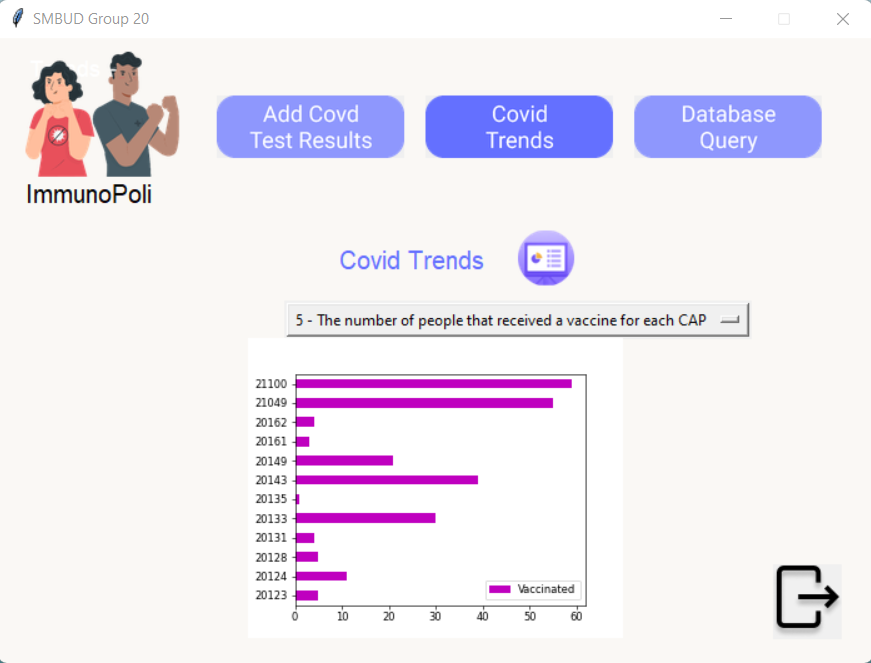 SMBUD Group 20
Add Covd
Test Results
Covid
Trends
Database
Query
ImmunoPoli
Covid Trends
5 - The number of people that received a vaccine for each CAP
21100
21049
20162
20161
20149
20143
20135
20133
20131
20128
20124
20123
Vaccinated
0 10 20 30 40 50 60